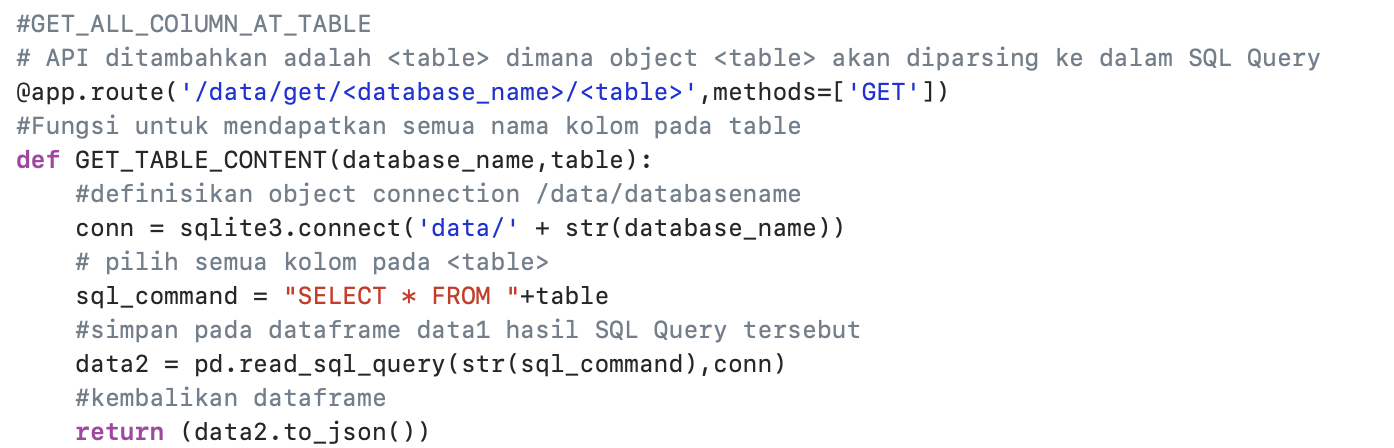 #GET_ALL_COlUMN_AT_TABLE
# API ditambahkan adalah <table> dimana object <table> akan diparsing ke dalam SQL Query
@app.route('/data/get/<database_name>/<table>',methods=['GET'])
#Fungsi untuk mendapatkan semua nama kolom pada table
def GET_TABLE_CONTENT(database_name,table):
    #definisikan object connection /data/databasename
    conn = sqlite3.connect('data/' + str(database_name))
    # pilih semua kolom pada <table>
    sql_command = "SELECT * FROM "+table
    #simpan pada dataframe data1 hasil SQL Query tersebut
    data2 = pd.read_sql_query(str(sql_command),conn)
    #kembalikan dataframe
    return (data2.to_json())